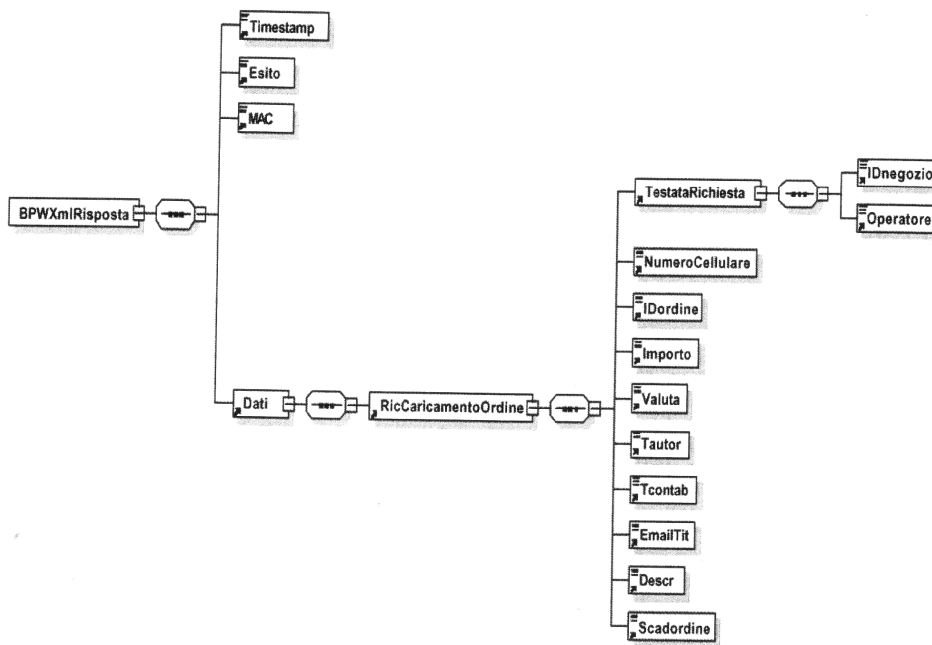 Timestamp
Esito
MAC
BPWXmlRisposta
TestataRichiesta
IDnegozio
Operatore
NumeroCellulare
IDordine
Importo
Dati
RicCaricamentoOrdine
Valuta
Tautor
Tcontab
EmailTit
Descr
Scadordine